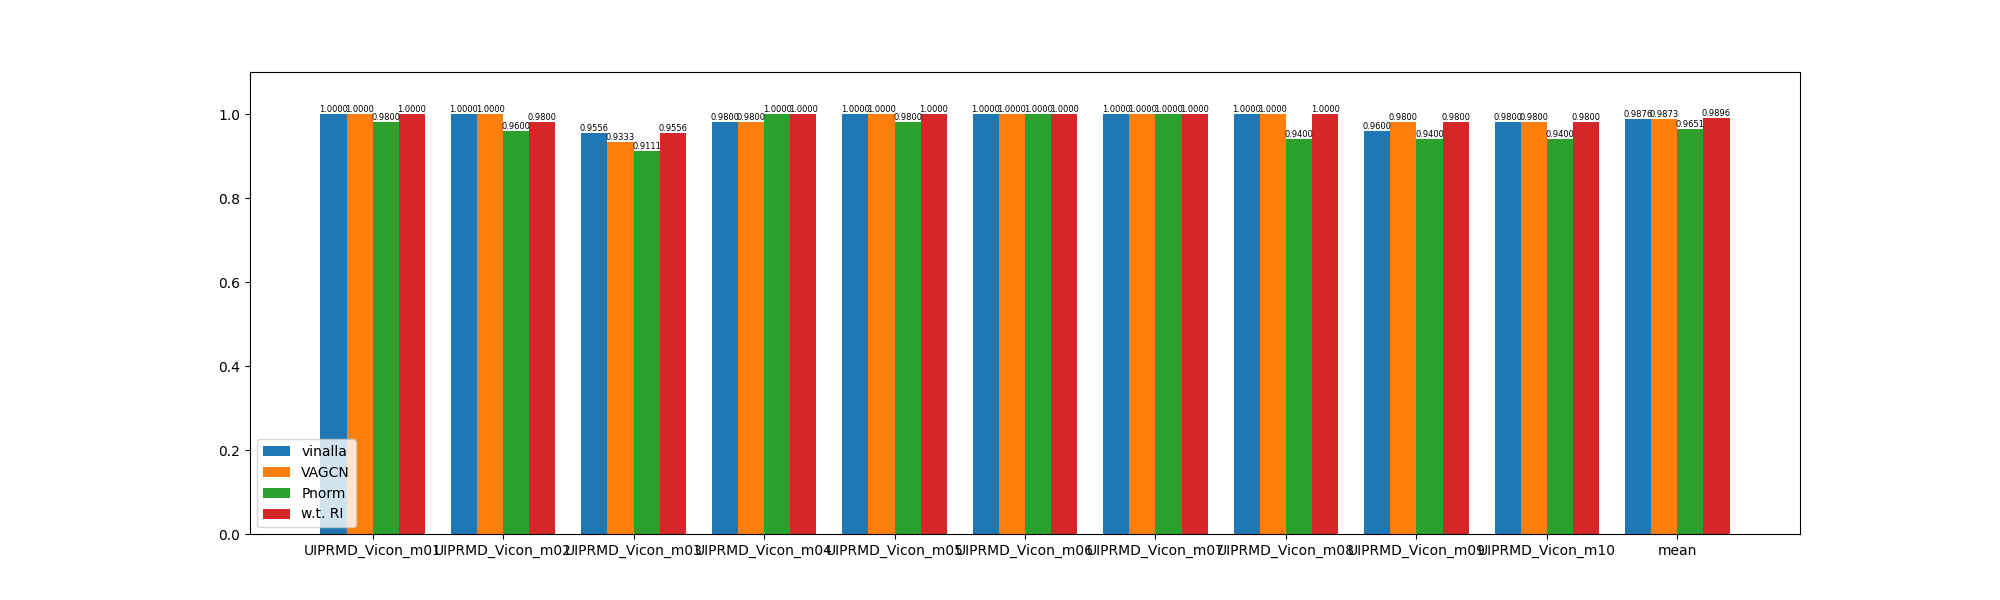 1.0000 1.0000 0.9800 1.0000
1.0000 1.0000 0.9600 0.9800
0.9556 0.9333 0.9111 0.9556
0.9800 0.9800 1.0000 1.0000
1.0000 1.0000 0.9800 1.0000
1.0000 1.0000 1.0000 1.0000
1.0000 1.0000 1.0000 1.0000
1.0000 1.0000 0.9400 1.0000
0.9600 0.9800 0.9400 0.9800
0.9800 0.9800 0.9400 0.9800
0.9876 0.9873 0.9651 0.9896
1.0
0.8
0.6
0.4
0.2
0.0
vinalla
VAGCN
Pnorm
w.t. RI
UIPRMD_Vicon_m01 UIPRMD_Vicon_m02 UIPRMD_Vicon_m03 UIPRMD_Vicon_m04 UIPRMD_Vicon_m05 UIPRMD_Vicon_m06 UIPRMD_Vicon_m07 UIPRMD_Vicon_m08 UIPRMD_Vicon_m09 UIPRMD_Vicon_m10 mean